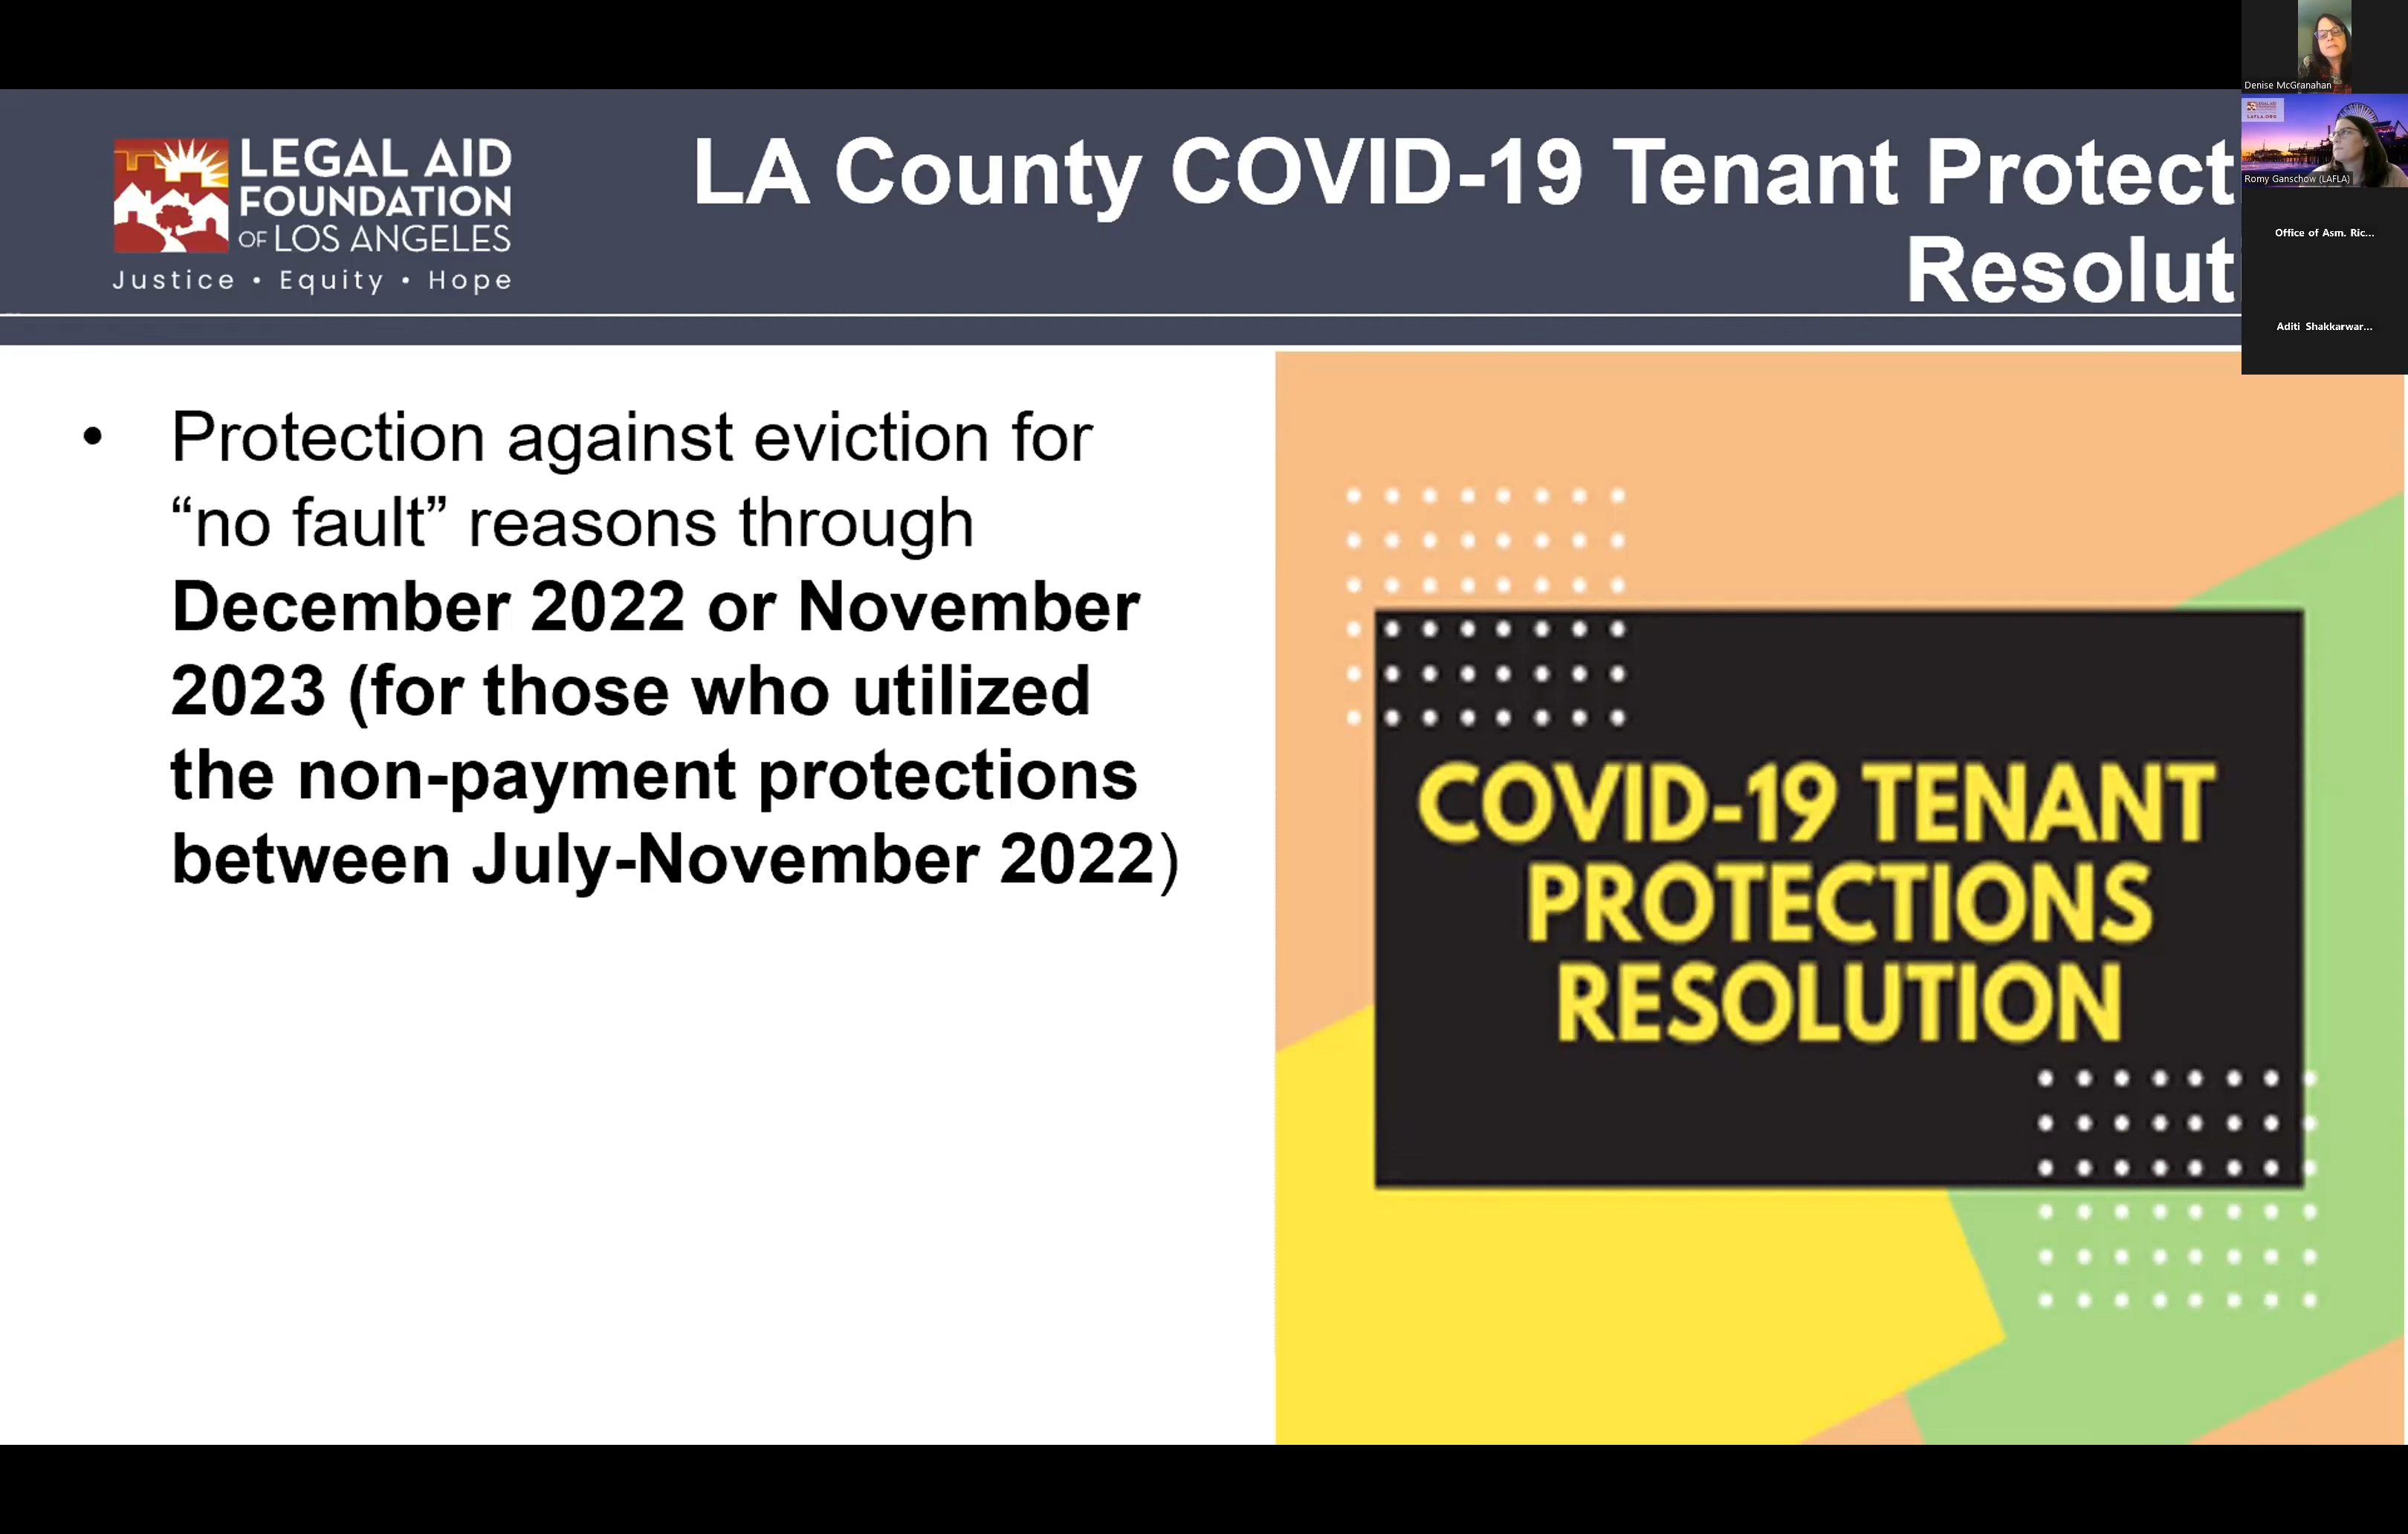 LEGAL AID
FOUNDATION
OF LOS ANGELES
Justice • Equity • Hope
LA County COVID-19 Tenant Protect
Resolut
• Protection against eviction for
“no fault” reasons through
December 2022 or November
2023 (for those who utilized
the non-payment protections
between July-November 2022)
COVID-19 TENANT
PROTECTIONS
RESOLUTION
Denise McGranahan
LAFLA.ORG
Romy Ganschow (LAFLA)
Office of Asm. Ric...
Aditi Shakkarwar...